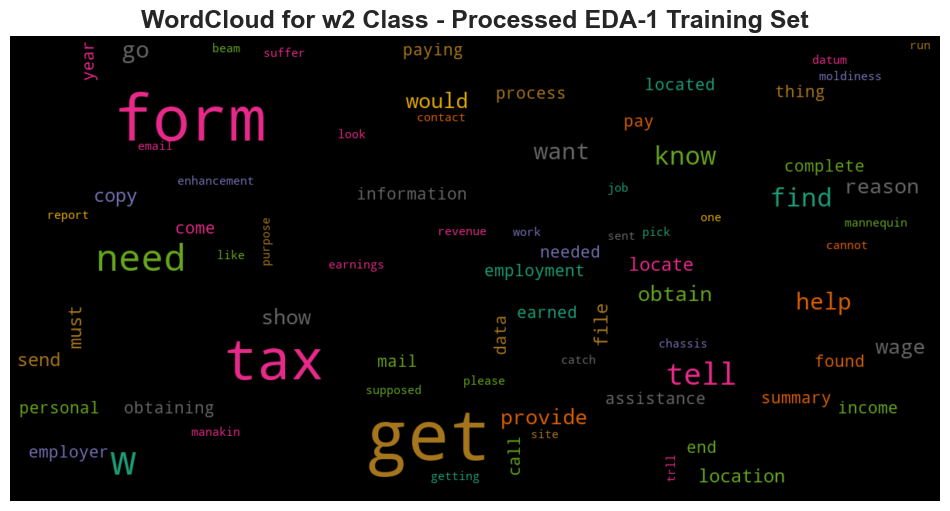 WordCloud for w2 Class - Processed EDA-1 Training Set
year
go
beam
suffer
paying
run
datum
moldiness
located
process
thing
would
contact
form
look
pay
email
want
know
complete
find
reason
copy
enhancement
information
job
report
come
purpose
revenue
work
sent
pick
one
mannequin
cannot
need
like
earnings
needed
employment
locate
obtain
help
must
show
earned
data
file
tax
send
mail
catch
chassis
tell
found
wage
supposed
please
assistance
summary
income
personal
obtaining
provide
manakin
get
site
call
employer
w
getting
trll
end
location